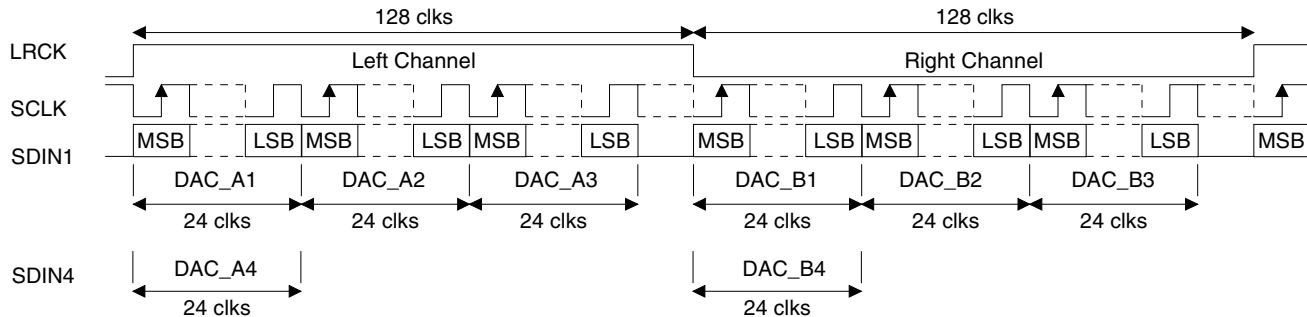 128 clks 128 clks
LRCK Left Channel Right Channel
SCLK
SDIN1 MSB LSB MSB LSB MSB LSB MSB LSB MSB LSB MSB LSB MSB
DAC_A1 DAC_A2 DAC_A3 DAC_B1 DAC_B2 DAC_B3
24 clks 24 clks 24 clks 24 clks 24 clks 24 clks
SDIN4 DAC_A4 DAC_B4
24 clks 24 clks